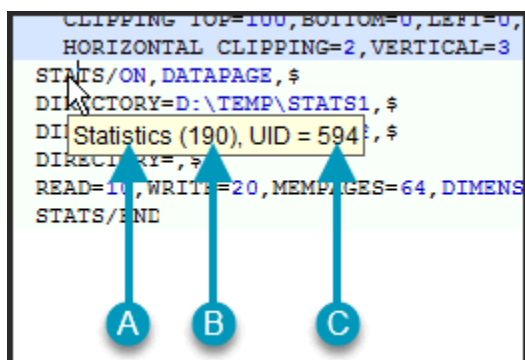 CLIPPING TOP=100,BOTTOM=0,LEFT=0,
HORIZONTAL CLIPPING=2,VERTICAL=3
STATS/ON,DATAPAGE,$
DIRECTORY=D:\TEMP\STATS1,$
Statistics (190), UID = 594
,$
DIRECTORY=,$
READ=10,WRITE=20,MEMPAGES=64,DIMENS
STATS/END
A B C